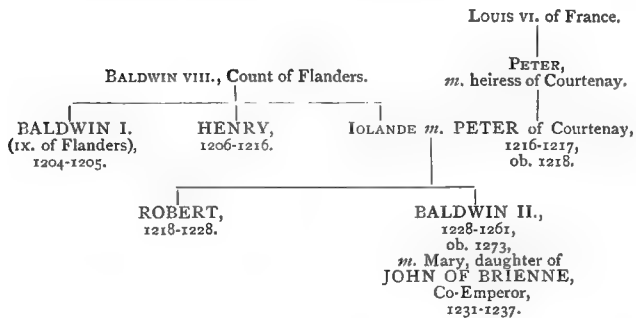 LOUIS VI. of France.
PETER,
m. heiress of Courtenay.
BALDWIN VIII., Count of Flanders.
BALDWIN I.
(IX. of Flanders),
1204-1205.
HENRY,
1206-1216.
IOLANDE m. PETER of Courtenay,
1216-1217,
ob. 1218.
ROBERT,
1218-1228.
BALDWIN II.,
1228-1261,
ob. 1273,
m. Mary, daughter of
JOHN OF BRIENNE,
Co-Emperor,
1231-1237.